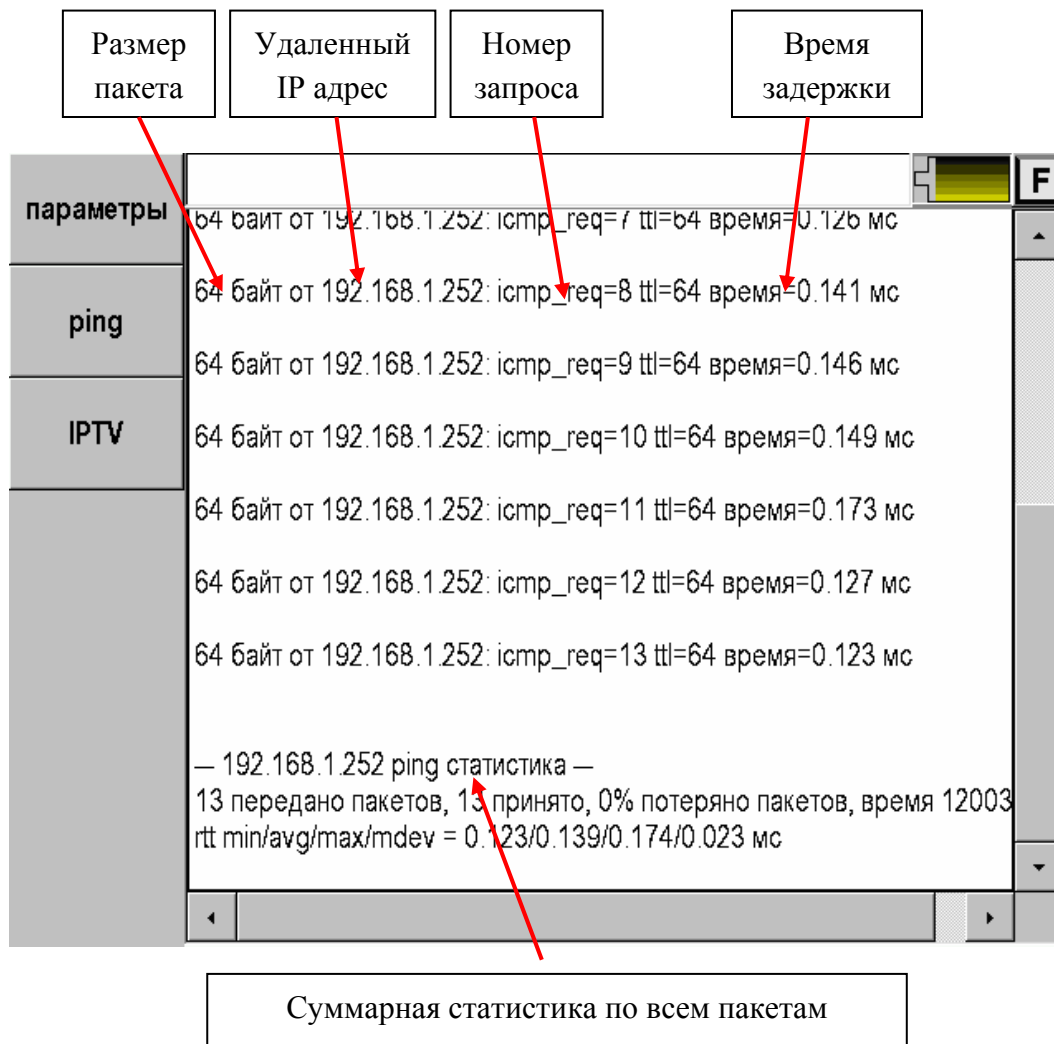 Размер
пакета
Удаленный
IP адрес
Номер
запроса
Время
задержки
F
параметры
ping
IPTV
64 байт от 192.168.1.252: icmp_req=7 ttl=64 время=0.126 мс
64 байт от 192.168.1.252: icmp_req=8 ttl=64 время=0.141 мс
64 байт от 192.168.1.252: icmp_req=9 ttl=64 время=0.146 мс
64 байт от 192.168.1.252: icmp_req=10 ttl=64 время=0.149 мс
64 байт от 192.168.1.252: icmp_req=11 ttl=64 время=0.173 мс
64 байт от 192.168.1.252: icmp_req=12 ttl=64 время=0.127 мс
64 байт от 192.168.1.252: icmp_req=13 ttl=64 время=0.123 мс
— 192.168.1.252 ping статистика —
13 передано пакетов, 13 принято, 0% потеряно пакетов, время 12003
rtt min/avg/max/mdev = 0.123/0.139/0.174/0.023 мс
Суммарная статистика по всем пакетам